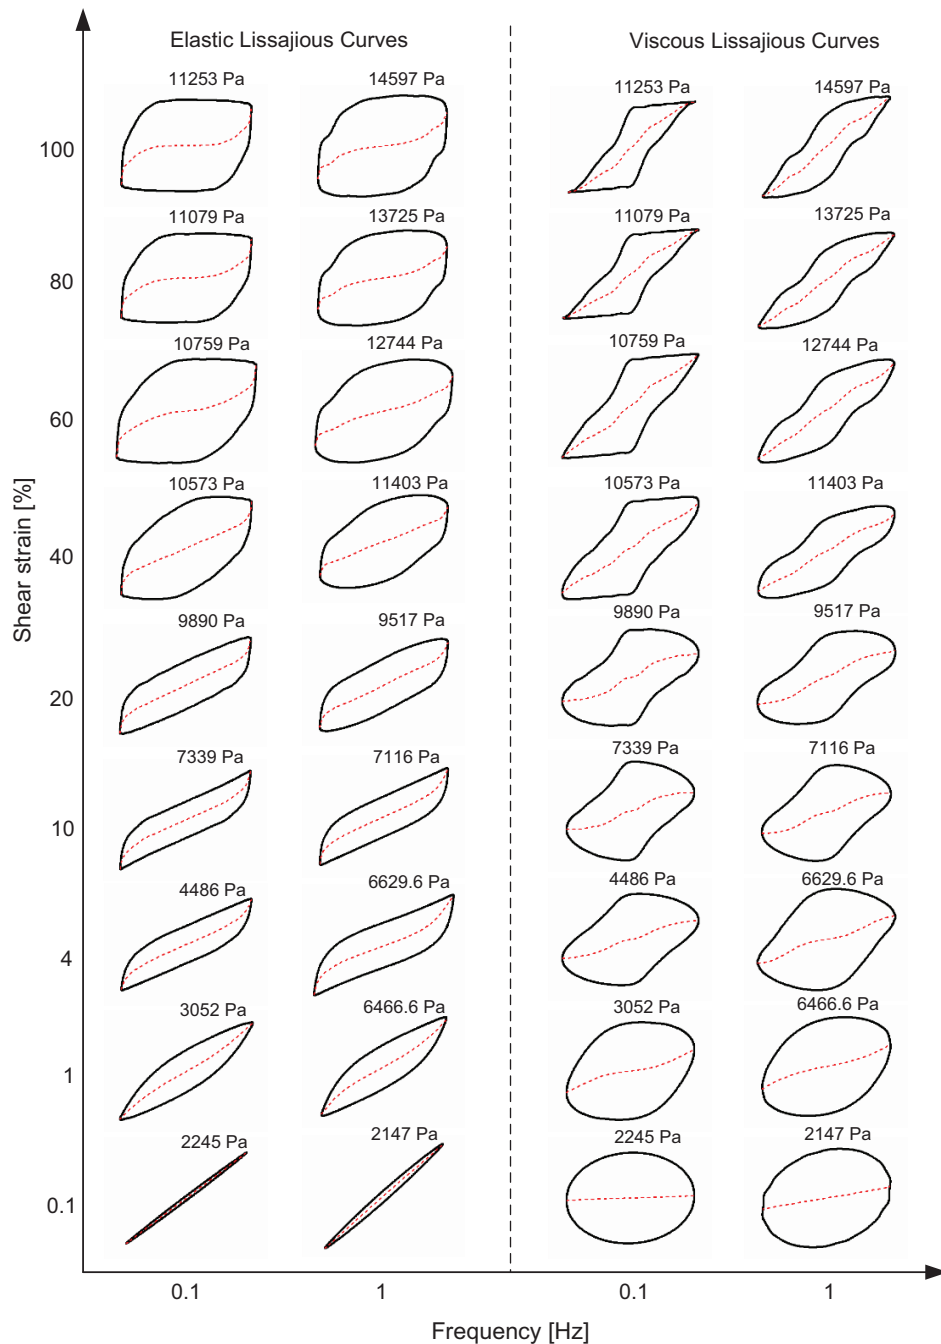 Elastic Lissajious Curves
Viscous Lissajious Curves
11253 Pa 14597 Pa 11253 Pa 14597 Pa
100
11079 Pa 13725 Pa 11079 Pa 13725 Pa
80
10759 Pa 12744 Pa 10759 Pa 12744 Pa
60
10573 Pa 11403 Pa 10573 Pa 11403 Pa
40
9890 Pa 9517 Pa 9890 Pa 9517 Pa
20
7339 Pa 7116 Pa 7339 Pa 7116 Pa
10
4486 Pa 6629.6 Pa 4486 Pa 6629.6 Pa
4
3052 Pa 6466.6 Pa 3052 Pa 6466.6 Pa
1
2245 Pa 2147 Pa 2245 Pa 2147 Pa
0.1
Shear strain [%]
0.1 1 0.1 1
Frequency [Hz]